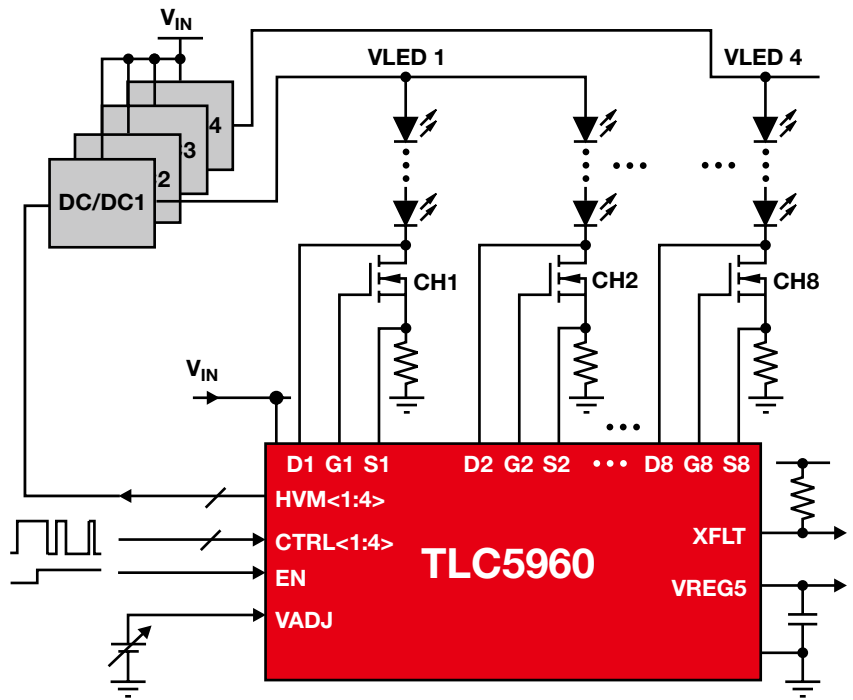 VIN
VLED 1
VLED 4
4
3
2
DC/DC1
CH1
CH2
CH8
VIN
D1 G1 S1 D2 G2 S2 D8 G8 S8
HVM<1:4>
XFLT
CTRL<1:4>
TLC5960
EN
VREG5
VADJ